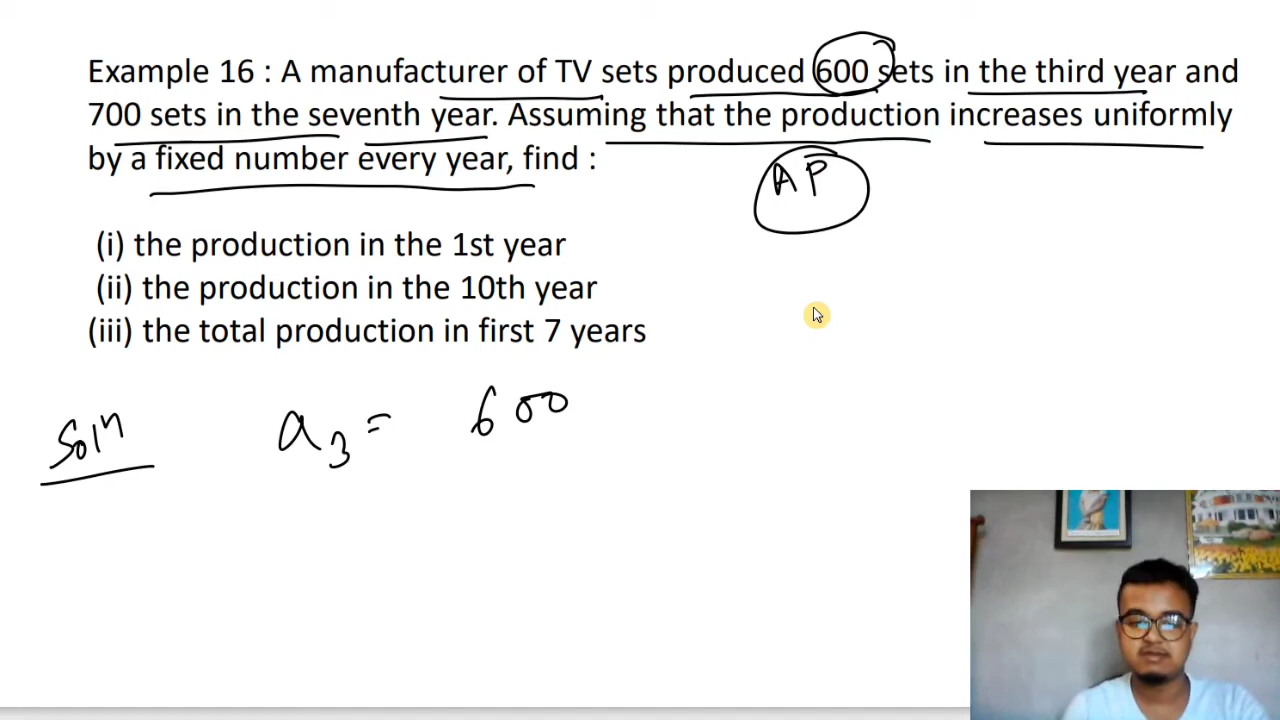 Example 16 : A manufacturer of TV sets produced 600 sets in the third year and
700 sets in the seventh year. Assuming that the production increases uniformly
by a fixed number every year, find :
AP
(i) the production in the 1st year
(ii) the production in the 10th year
(iii) the total production in first 7 years
Soln a3 = 600